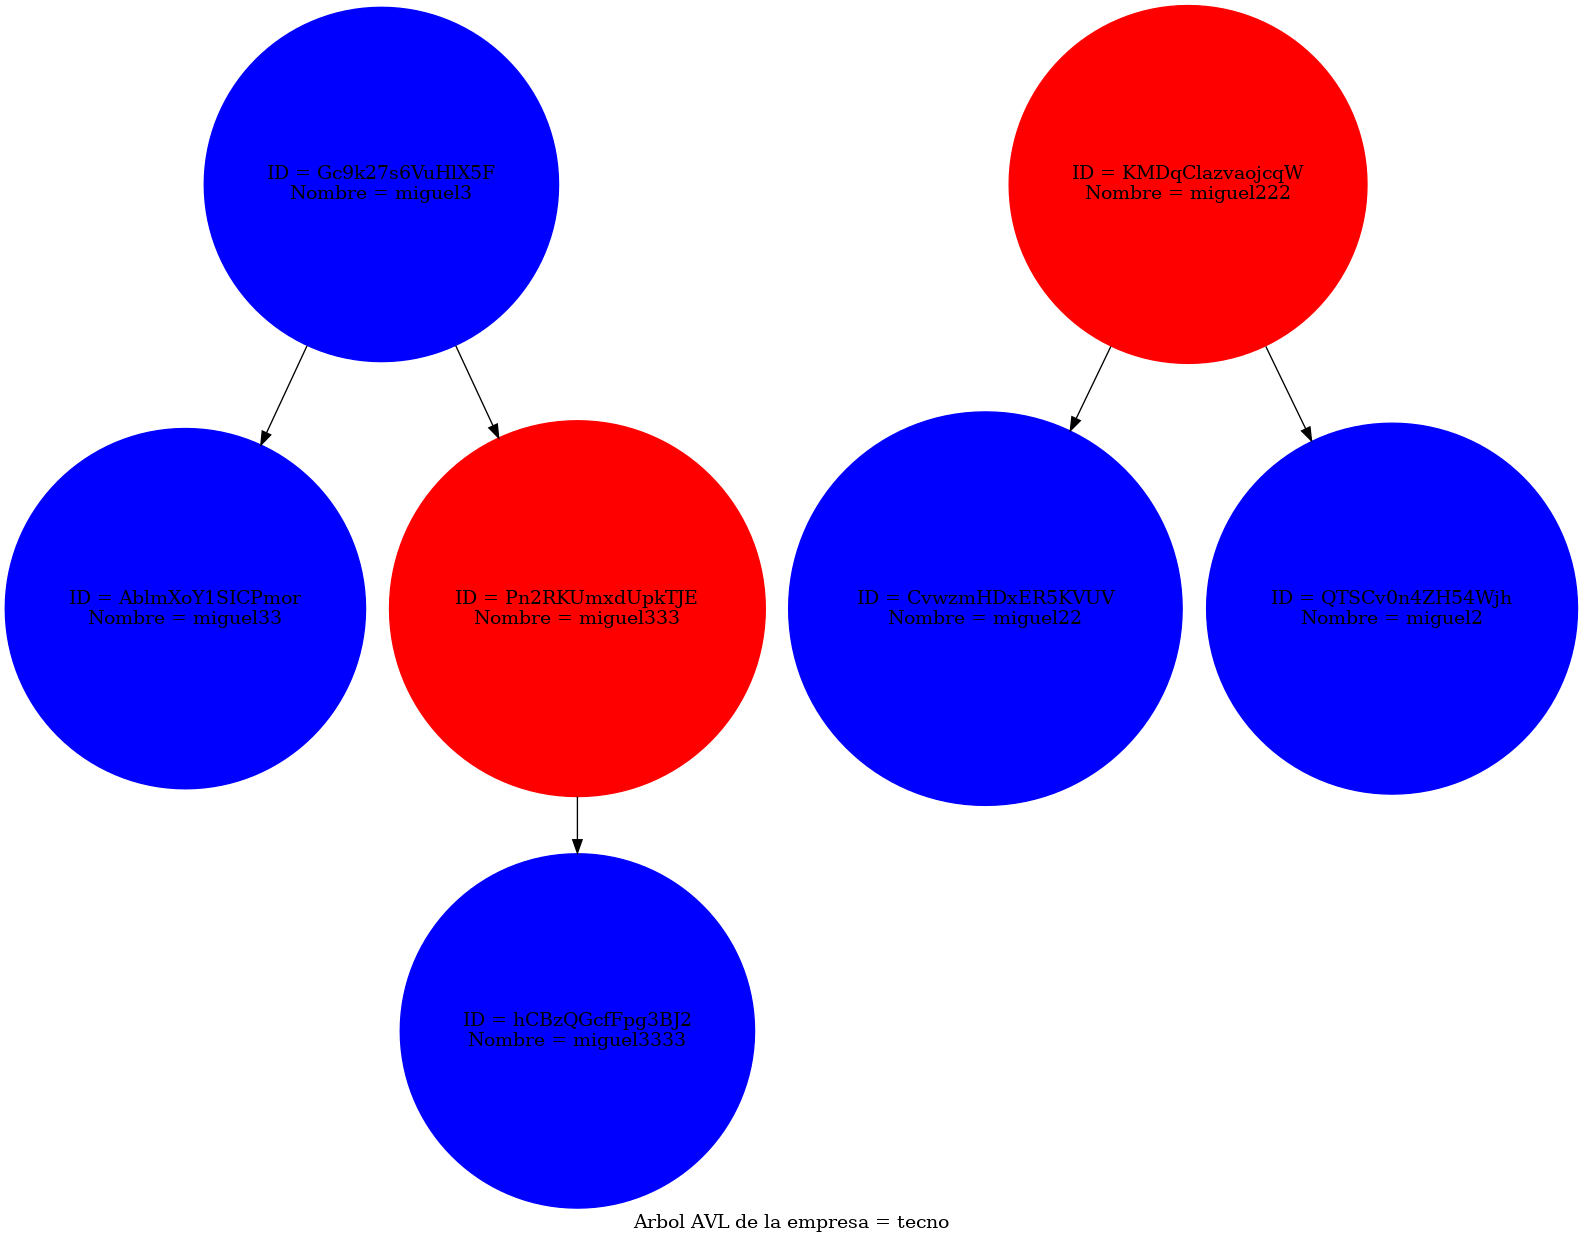 ID = Gc9k27s6VuHlX5F
Nombre = miguel3
ID = KMDqClazvaojcqW
Nombre = miguel222
ID = AblmXoY1SICPmor
Nombre = miguel33
ID = Pn2RKUmxdUpkTJE
Nombre = miguel333
ID = CvwzmHDxER5KVUV
Nombre = miguel22
ID = QTSCv0n4ZH54Wjh
Nombre = miguel2
ID = hCBzQGcfFpg3BJ2
Nombre = miguel3333
Arbol AVL de la empresa = tecno